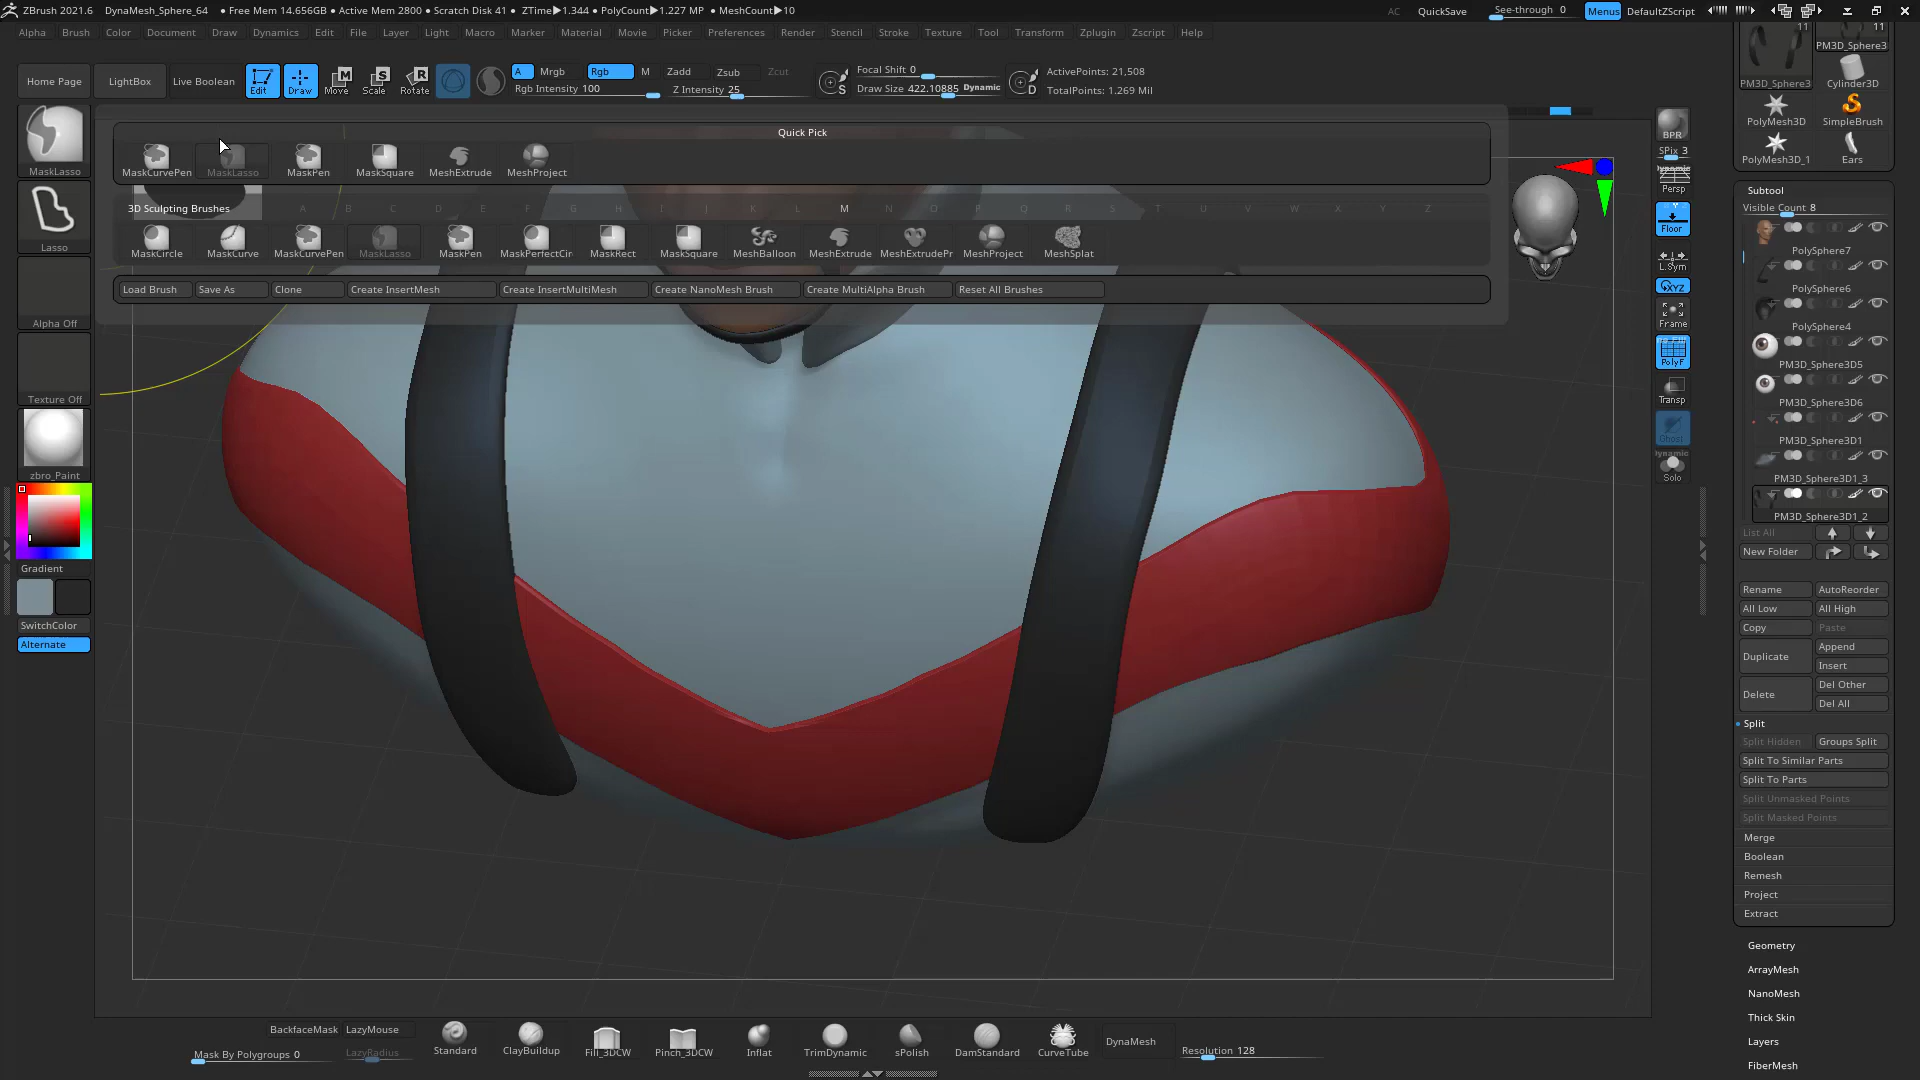 ZBrush 2021.6 DynaMesh_Sphere_64 • Free Mem 14.656GB • Active Mem 2800 • Scratch Disk 41 • ZTime▶1.344 • PolyCount▶1.227 MP • MeshCount▶10 AC QuickSave See-through 0 Menus DefaultZScript
Alpha Brush Color Document Draw Dynamics Edit File Layer Light Macro Marker Material Movie Picker Preferences Render Stencil Stroke Texture Tool Transform Zplugin Zscript Help
Home Page LightBox Live Boolean Edit Draw Move Scale Rotate
A Mrgb Rgb M Zadd Zsub Zcut
Rgb Intensity 100 Z Intensity 25
Focal Shift 0
Draw Size 422.10885 Dynamic
ActivePoints: 21,508
TotalPoints: 1.269 Mil
MaskLasso
Lasso
Alpha Off
Texture Off
zbro_Paint
Gradient
SwitchColor
Alternate
Quick Pick
MaskCurvePen MaskLasso MaskPen MaskSquare MeshExtrude MeshProject
3D Sculpting Brushes A B C D E F G H I J K L M N O P Q R S T U V W X Y Z
MaskCircle MaskCurve MaskCurvePen MaskLasso MaskPen MaskPerfectCir MaskRect MaskSquare MeshBalloon MeshExtrude MeshExtrudePr MeshProject MeshSplat
Load Brush Save As Clone Create InsertMesh Create InsertMultiMesh Create NanoMesh Brush Create MultiAlpha Brush Reset All Brushes
BPR
SPix 3
Dynamic
Persp
Floor
L.Sym
XYZ
Frame
PolyF
Transp
Ghost
Dynamic
Solo
11 11
PM3D_Sphere3
PM3D_Sphere3 Cylinder3D
PolyMesh3D SimpleBrush
PolyMesh3D_1 Ears
Subtool
Visible Count 8
PolySphere7
PolySphere6
PolySphere4
PM3D_Sphere3D5
PM3D_Sphere3D6
PM3D_Sphere3D1
PM3D_Sphere3D1_3
PM3D_Sphere3D1_2
List All
New Folder
Rename AutoReorder
All Low All High
Copy Paste
Duplicate Append
Insert
Delete Del Other
Del All
Split
Split Hidden Groups Split
Split To Similar Parts
Split To Parts
Split Unmasked Points
Split Masked Points
Merge
Boolean
Remesh
Project
Extract
Geometry
ArrayMesh
NanoMesh
Thick Skin
Layers
FiberMesh
BackfaceMask LazyMouse
Mask By Polygroups 0 LazyRadius
Standard ClayBuildup Fill_3DCW Pinch_3DCW Inflat TrimDynamic sPolish DamStandard CurveTube DynaMesh Resolution 128